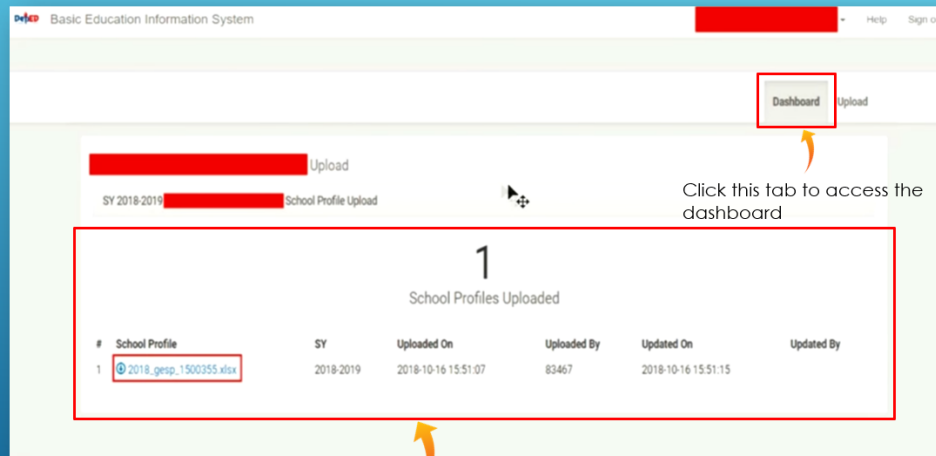 DepED Basic Education Information System
Help Sign o
Dashboard Upload
Upload
SY 2018-2019 School Profile Upload
Click this tab to access the
dashboard
1
School Profiles Uploaded
# School Profile SY Uploaded On Uploaded By Updated On Updated By
1 2018_gesp_1500355.xlsx 2018-2019 2018-10-16 15:51:07 83467 2018-10-16 15:51:15